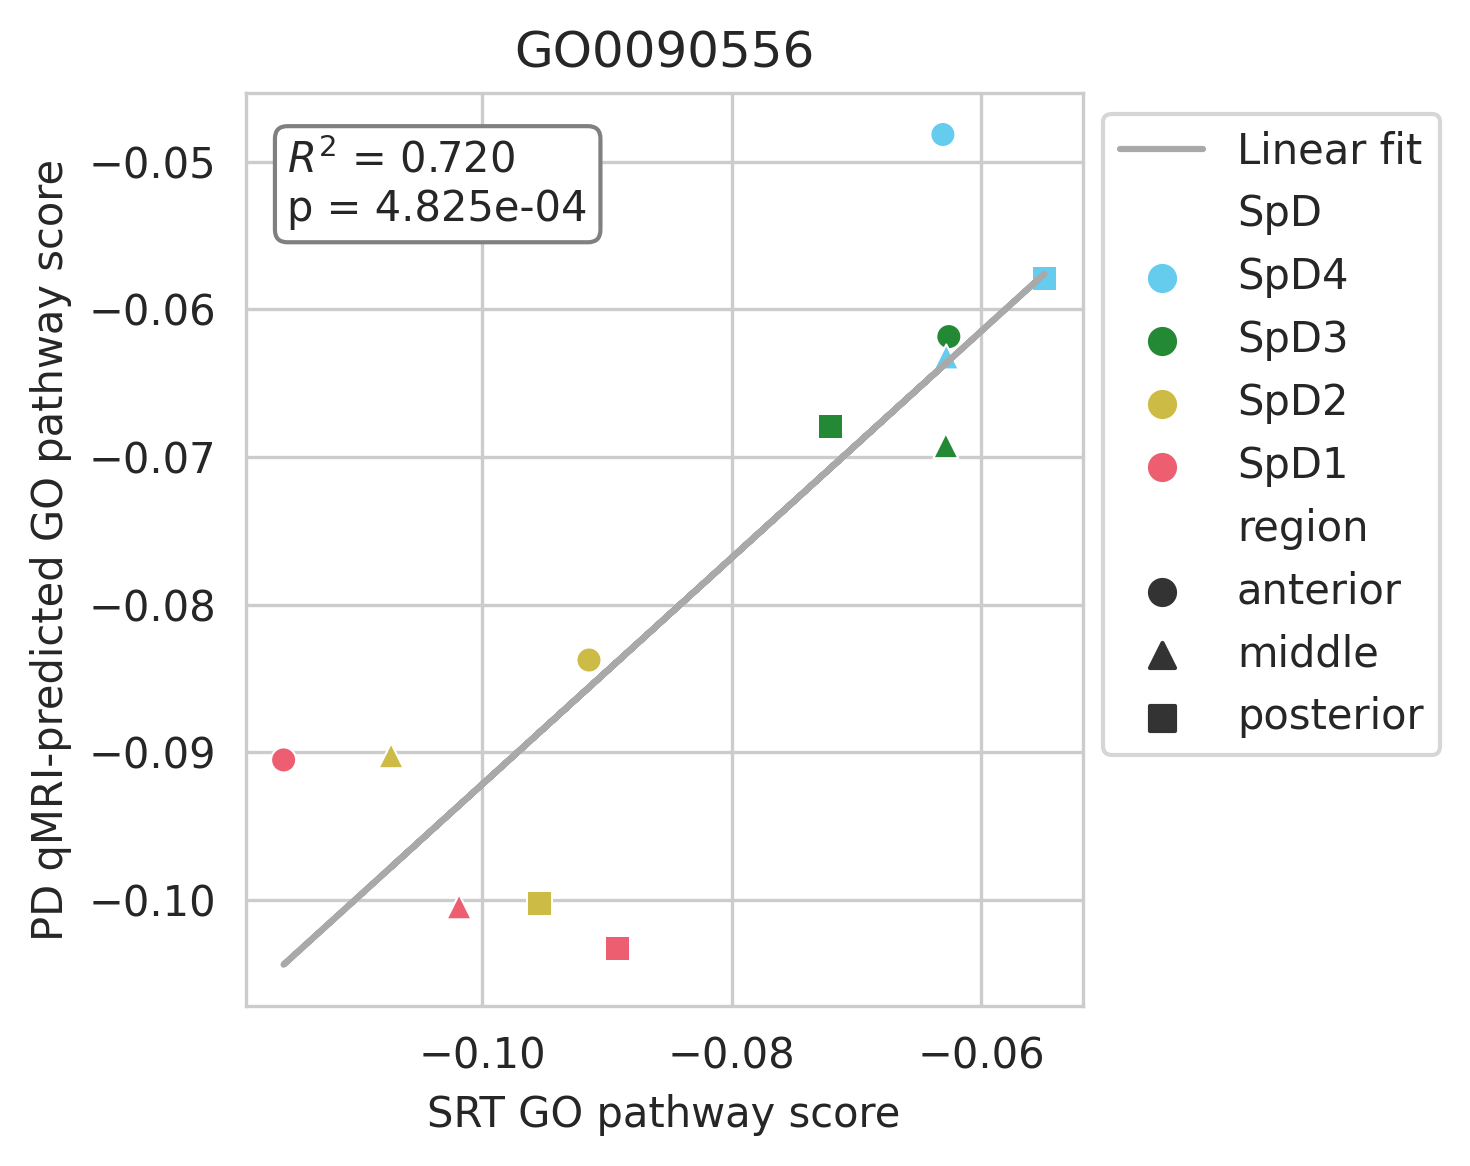 GO0090556
R² = 0.720
p = 4.825e-04
PD qMRI-predicted GO pathway score
−0.05
−0.06
−0.07
−0.08
−0.09
−0.10
−0.10
−0.08
−0.06
SRT GO pathway score
Linear fit
SpD
SpD4
SpD3
SpD2
SpD1
region
anterior
middle
posterior